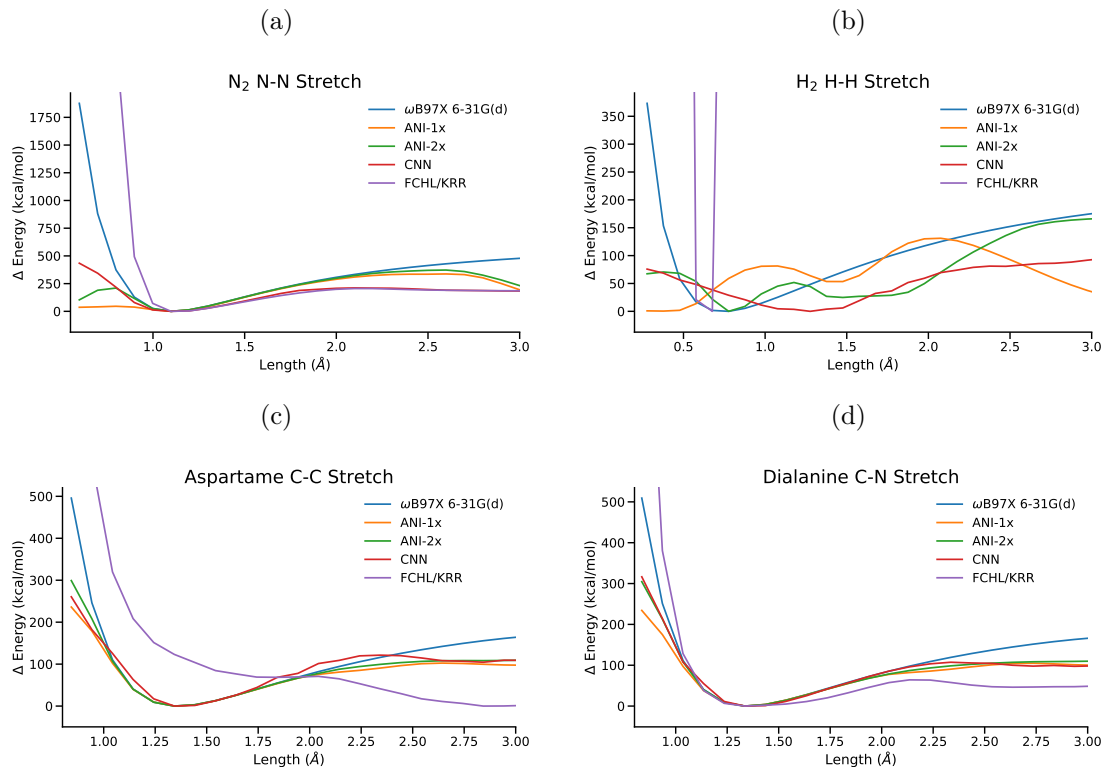 (a)
N₂ N-N Stretch
Δ Energy (kcal/mol)
1750
1500
1250
1000
750
500
250
0
1.0
1.5
2.0
2.5
3.0
Length (Å)
ωB97X 6-31G(d)
ANI-1x
ANI-2x
CNN
FCHL/KRR
(b)
H₂ H-H Stretch
Δ Energy (kcal/mol)
350
300
250
200
150
100
50
0
0.5
1.0
1.5
2.0
2.5
3.0
Length (Å)
ωB97X 6-31G(d)
ANI-1x
ANI-2x
CNN
FCHL/KRR
(c)
Aspartame C-C Stretch
Δ Energy (kcal/mol)
500
400
300
200
100
0
1.00
1.25
1.50
1.75
2.00
2.25
2.50
2.75
3.00
Length (Å)
ωB97X 6-31G(d)
ANI-1x
ANI-2x
CNN
FCHL/KRR
(d)
Dialanine C-N Stretch
Δ Energy (kcal/mol)
500
400
300
200
100
0
1.00
1.25
1.50
1.75
2.00
2.25
2.50
2.75
3.00
Length (Å)
ωB97X 6-31G(d)
ANI-1x
ANI-2x
CNN
FCHL/KRR